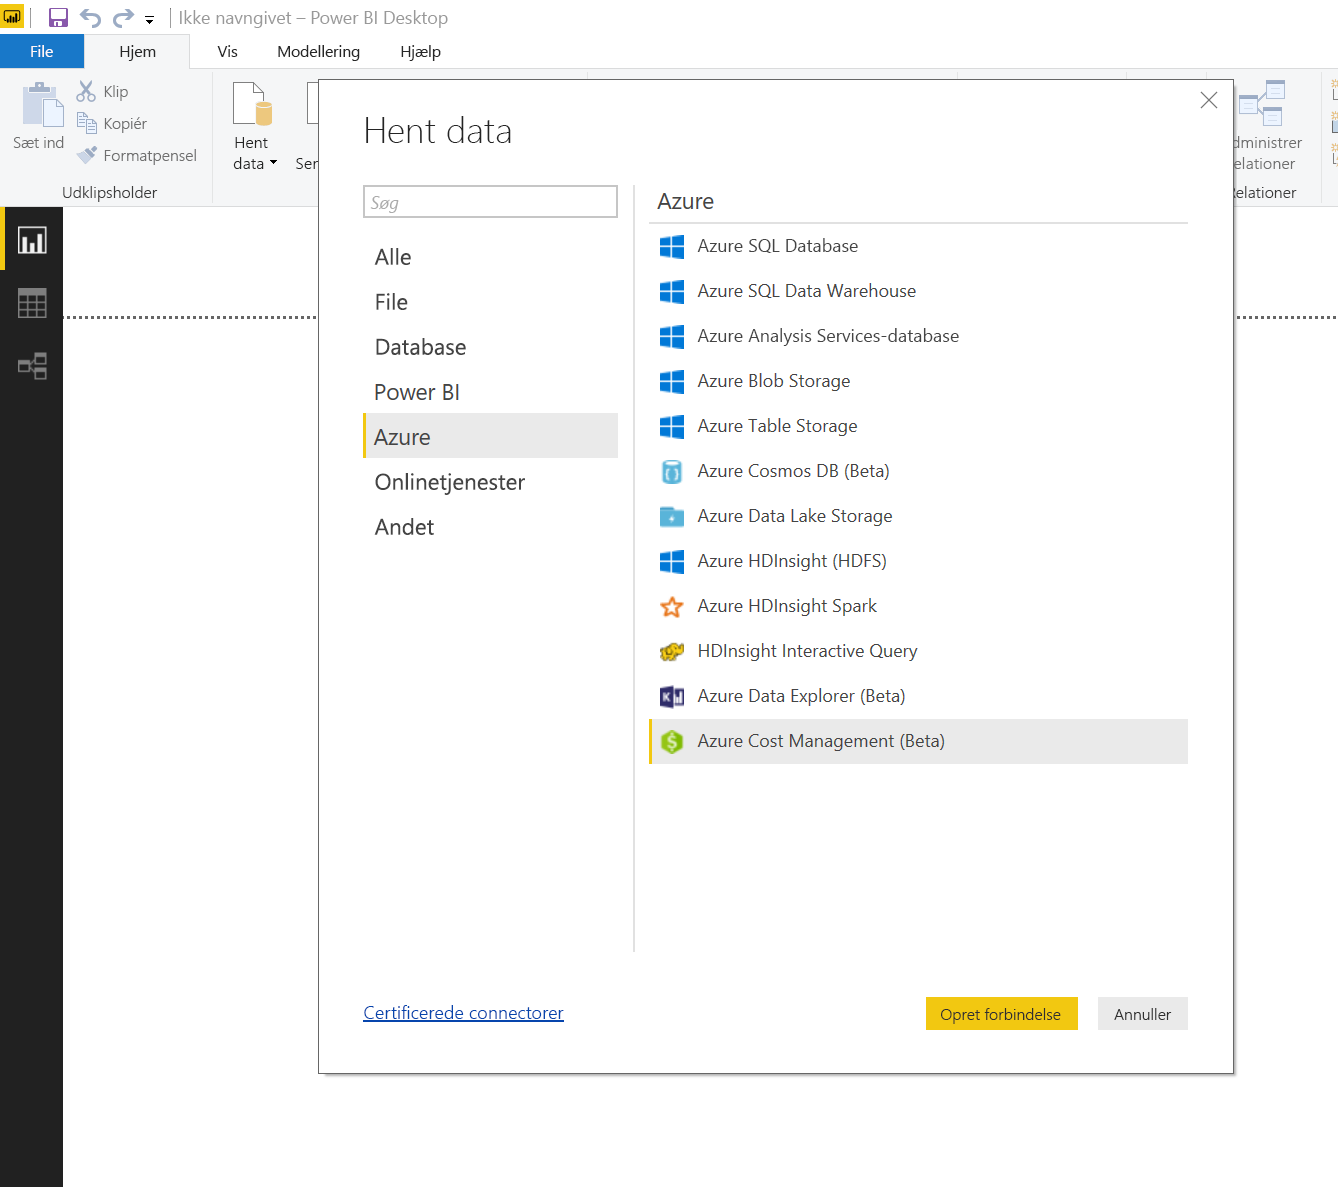 Ikke navngivet – Power BI Desktop
File
Hjem
Vis
Modellering
Hjælp
Sæt ind
Klip
Kopiér
Formatpensel
Udklipsholder
Hent
data
Hent data
Søg
Alle
File
Database
Power BI
Azure
Onlinetjenester
Andet
Azure
Azure SQL Database
Azure SQL Data Warehouse
Azure Analysis Services-database
Azure Blob Storage
Azure Table Storage
Azure Cosmos DB (Beta)
Azure Data Lake Storage
Azure HDInsight (HDFS)
Azure HDInsight Spark
HDInsight Interactive Query
Azure Data Explorer (Beta)
Azure Cost Management (Beta)
Certificerede connectorer
Opret forbindelse
Annuller